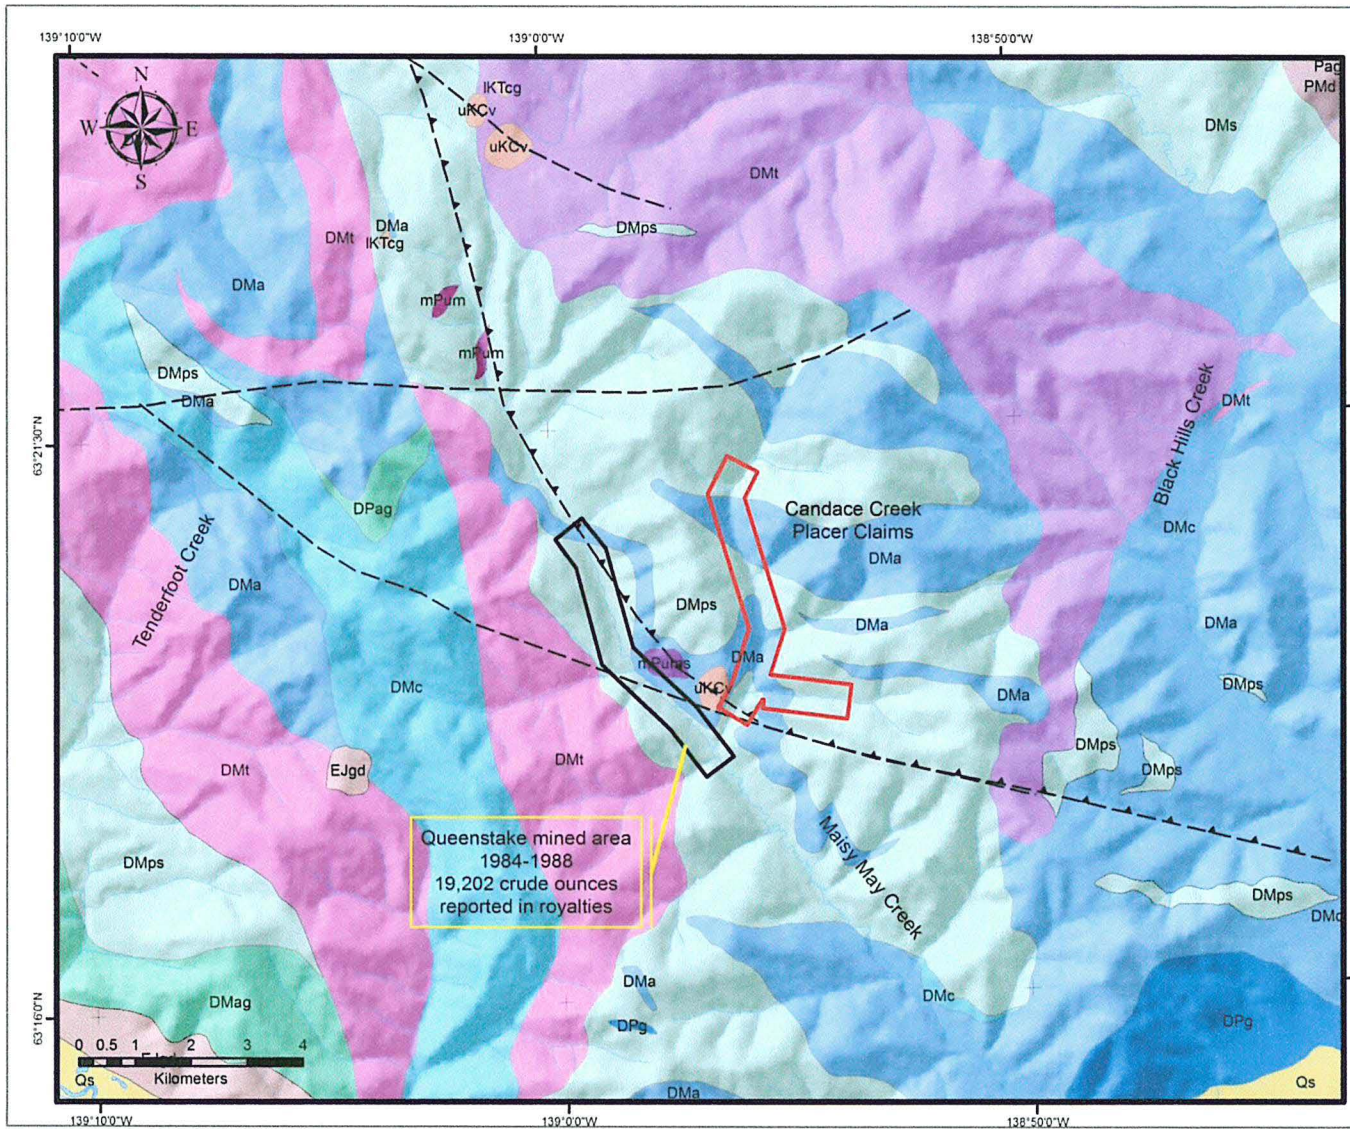 139°10'0"W
139°0'0"W
138°50'0"W
N
W
E
S
lKTcg
uKCv
uKCv
DMt
DMs
Pag
PMd
DMa
lKTcg
DMt
DMps
DMa
mPum
mPum
DMps
DMa
DMt
Black Hills Creek
63°21'30"N
DPag
Candace Creek
Placer Claims
DMc
DMa
Tenderfoot Creek
DMa
DMps
DMa
DMa
mPums
DMa
uKCv
DMc
DMa
DMps
DMt
EJgd
DMt
DMps
DMps
Queenstake mined area
1984-1988
19,202 crude ounces
reported in royalties
Maisy May Creek
DMps
DMps
DMc
DMa
DMc
DMag
DPg
DPg
63°16'0"N
0 0.5 1 2 3 4
Kilometers
Qs
DMa
Qs
139°10'0"W
139°0'0"W
138°50'0"W